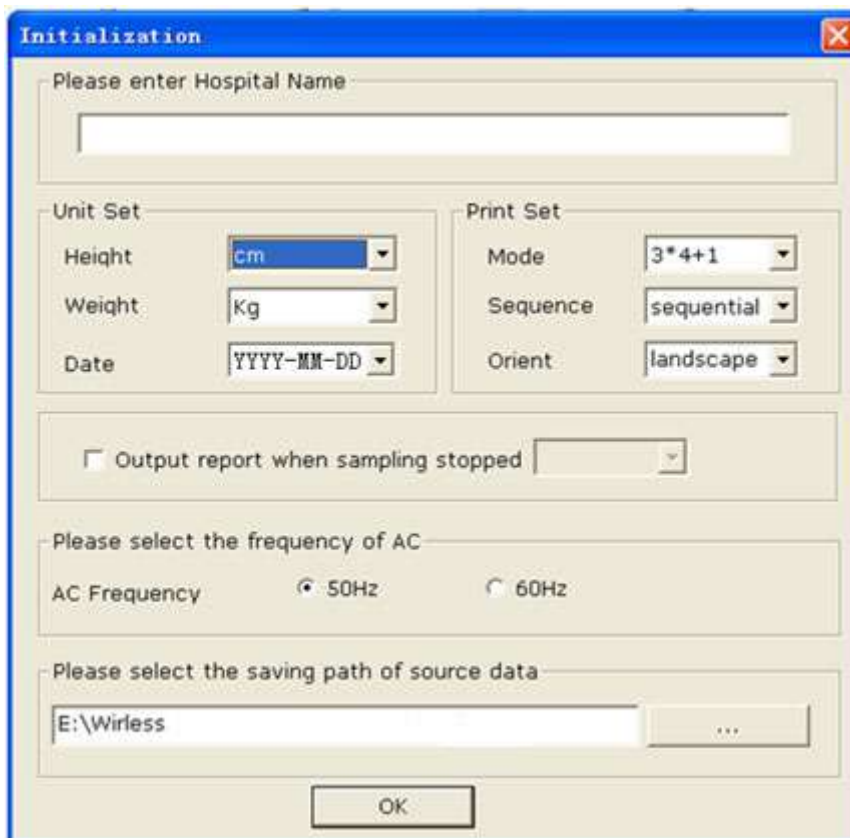 Initialization
Please enter Hospital Name
Unit Set
Height
cm
Weight
Kg
Date
YYYY-MM-DD
Print Set
Mode
3*4+1
Sequence
sequential
Orient
landscape
Output report when sampling stopped
Please select the frequency of AC
AC Frequency
50Hz
60Hz
Please select the saving path of source data
E:\Wirless
...
OK